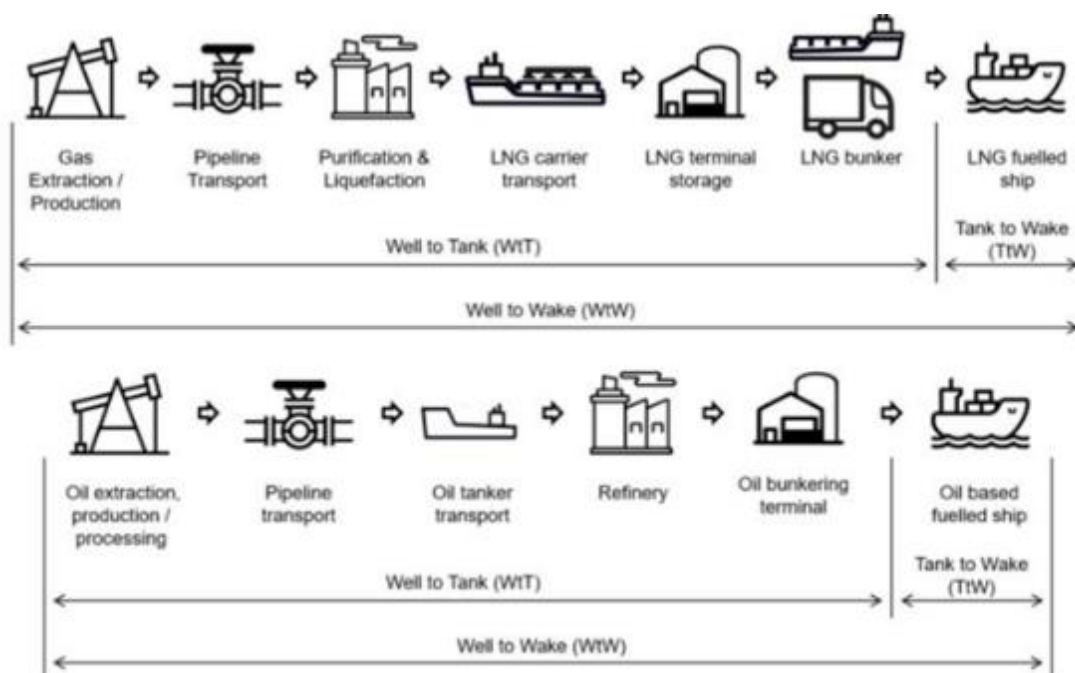 Gas
Extraction /
Production
Pipeline
Transport
Purification &
Liquefaction
LNG carrier
transport
LNG terminal
storage
LNG bunker
LNG fuelled
ship
Well to Tank (WtT)
Tank to Wake
(TtW)
Well to Wake (WtW)
Oil extraction,
production /
processing
Pipeline
transport
Oil tanker
transport
Refinery
Oil bunkering
terminal
Oil based
fuelled ship
Well to Tank (WtT)
Tank to Wake
(TtW)
Well to Wake (WtW)